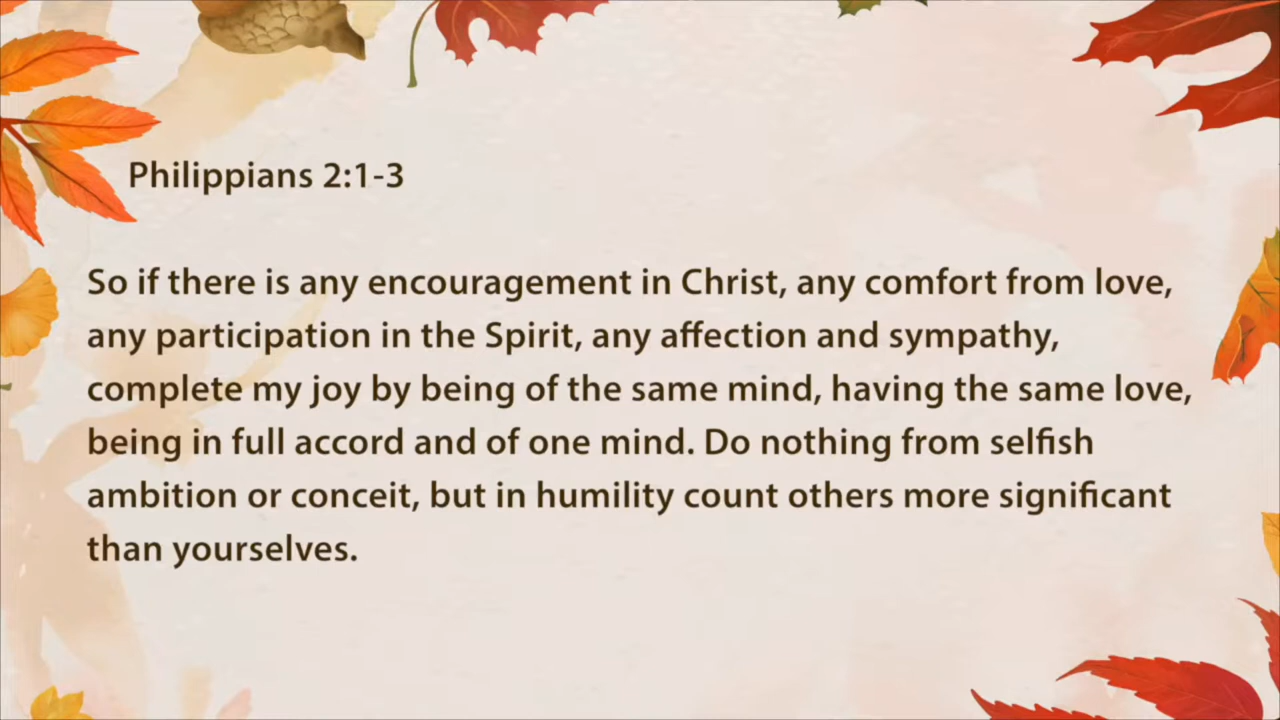 Philippians 2:1-3
So if there is any encouragement in Christ, any comfort from love,
any participation in the Spirit, any affection and sympathy,
complete my joy by being of the same mind, having the same love,
being in full accord and of one mind. Do nothing from selfish
ambition or conceit, but in humility count others more significant
than yourselves.